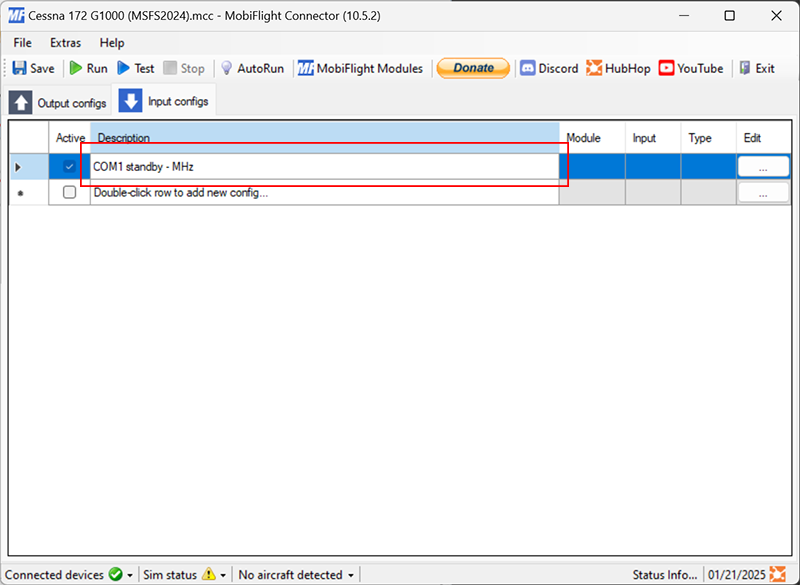 MF Cessna 172 G1000 (MSFS2024).mcc - MobiFlight Connector (10.5.2)
File Extras Help
Save Run Test Stop AutoRun MF MobiFlight Modules Donate Discord HubHop YouTube Exit
Output configs Input configs
Active Description Module Input Type Edit
COM1 standby - MHz ...
Double-click row to add new config... ...
Connected devices Sim status No aircraft detected Status Info... 01/21/2025